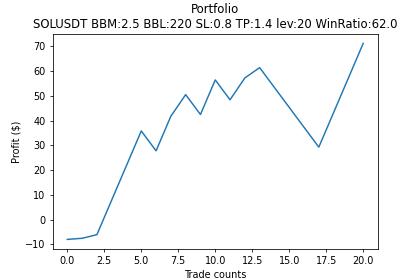 Portfolio
SOLUSDT BBM:2.5 BBL:220 SL:0.8 TP:1.4 lev:20 WinRatio:62.0
70
60
50
40
30
20
10
0
−10
Profit ($)
0.0 2.5 5.0 7.5 10.0 12.5 15.0 17.5 20.0
Trade counts